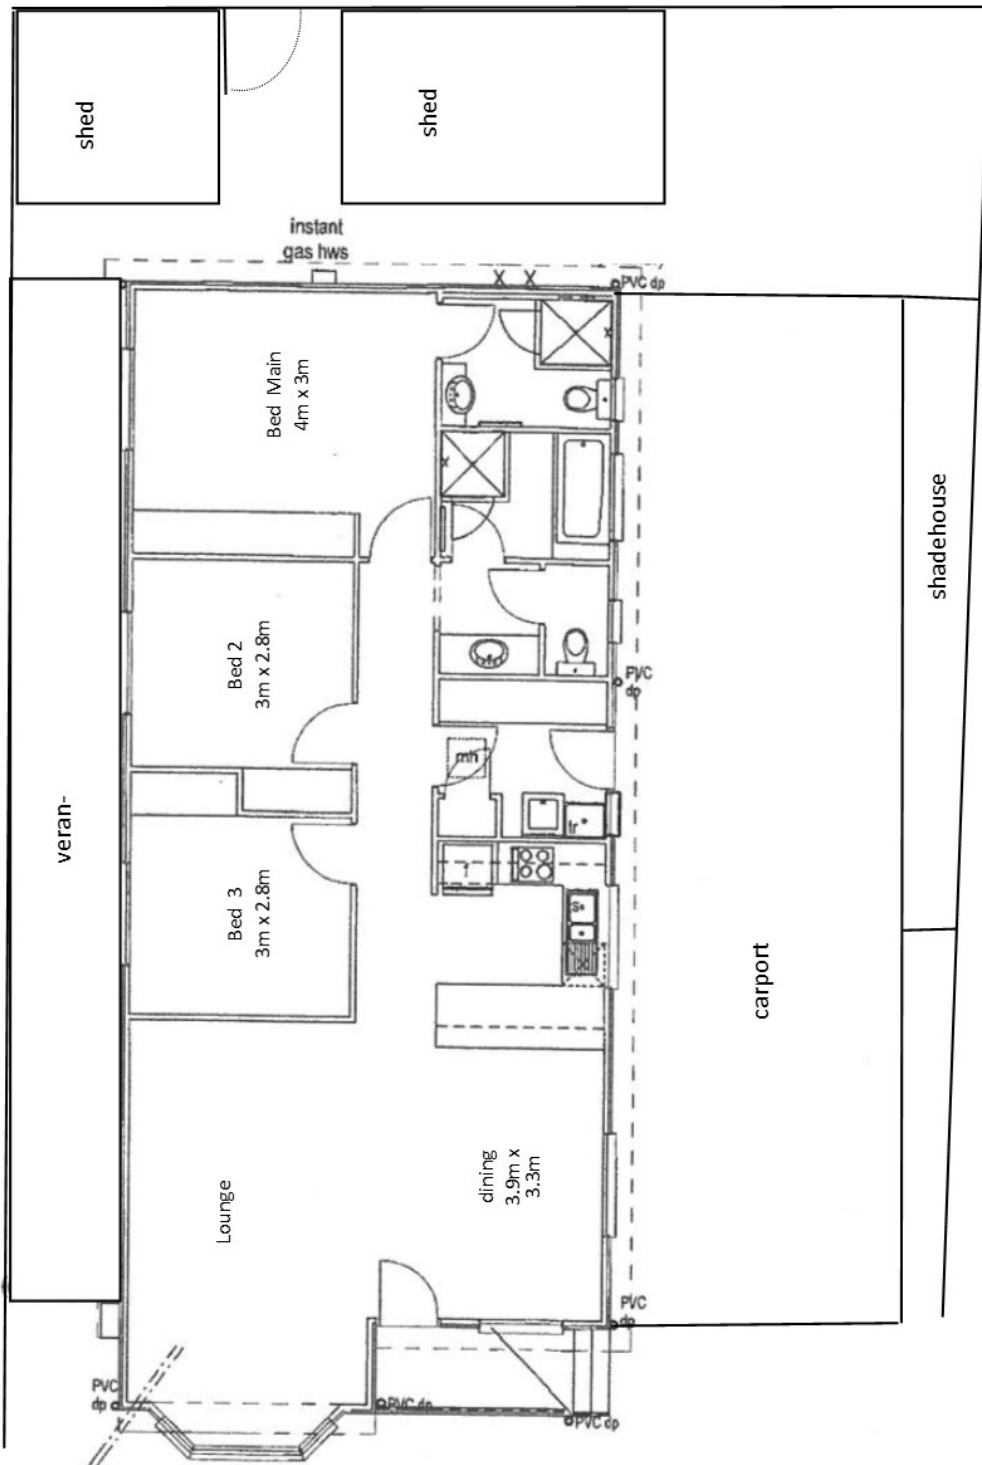 shed
shed
instant
gas hws
PVC dp
Bed Main
4m x 3m
x
x
shadehouse
Bed 2
3m x 2.8m
PVC
dp
mh
veran-
tr
f
Bed 3
3m x 2.8m
S
carport
dining
3.9m x
3.3m
Lounge
PVC
dp
PVC
dp
PVC dp
PVC dp